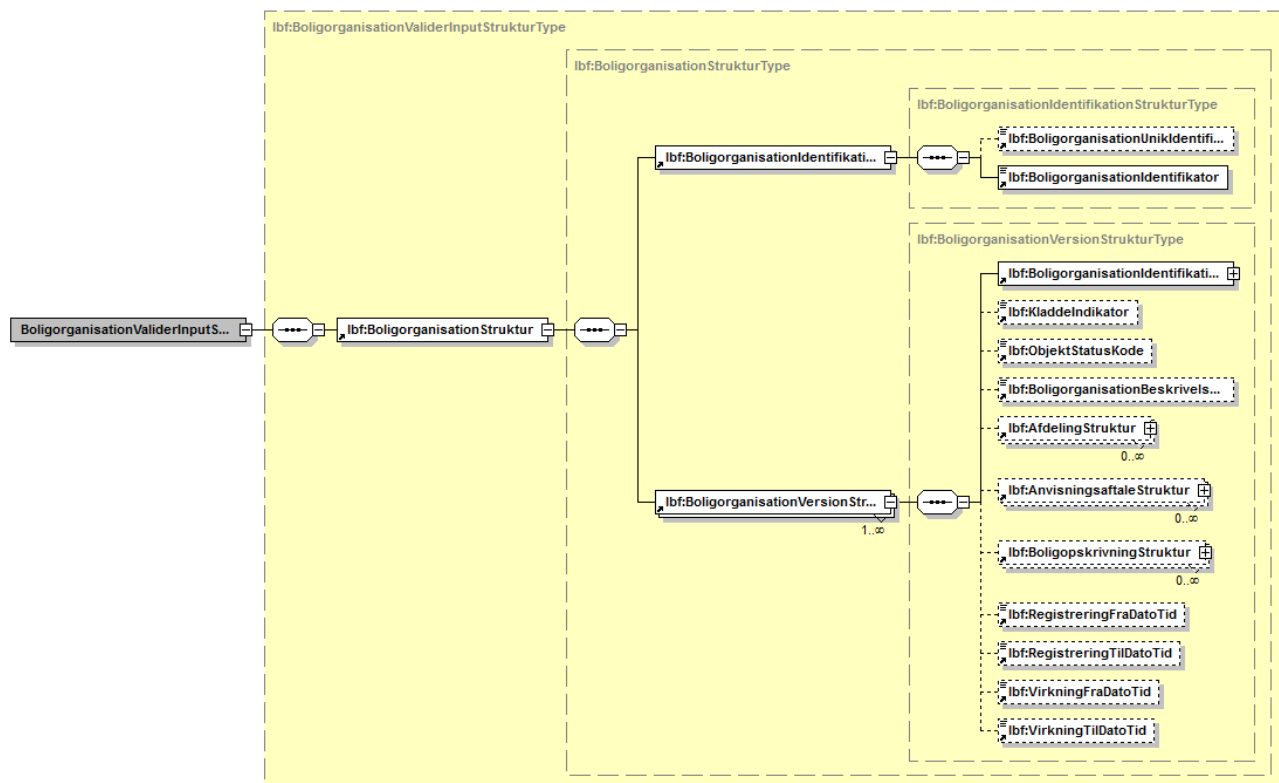 lbf:BoligorganisationValiderInputStrukturType
lbf:BoligorganisationStrukturType
lbf:BoligorganisationIdentifikationStrukturType
lbf:BoligorganisationUnikIdentifi...
lbf:BoligorganisationIdentifikati...
lbf:BoligorganisationIdentifikator
lbf:BoligorganisationVersionStrukturType
lbf:BoligorganisationIdentifikati...
lbf:KladdeIndikator
BoligorganisationValiderInputS...
lbf:BoligorganisationStruktur
lbf:ObjektStatusKode
lbf:BoligorganisationBeskrivels...
lbf:AfdelingStruktur
0..∞
lbf:AnvisningsaftaleStruktur
0..∞
lbf:BoligorganisationVersionStr...
1..∞
lbf:BoligopskrivningStruktur
0..∞
lbf:RegistreringFraDatoTid
lbf:RegistreringTilDatoTid
lbf:VirkningFraDatoTid
lbf:VirkningTilDatoTid